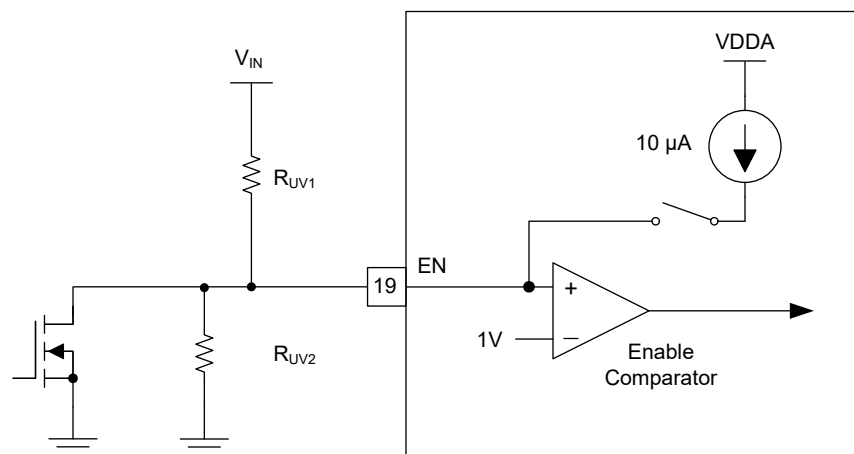 VDDA
V_IN
10 µA
R_UV1
EN
19
1V
R_UV2
Enable
Comparator